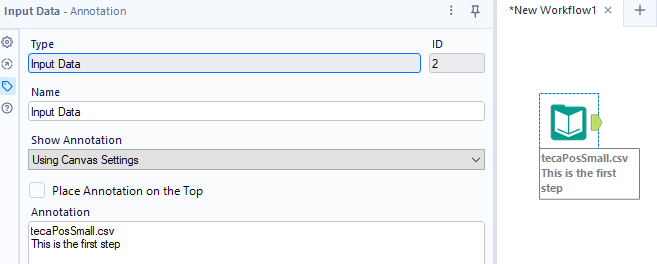 Input Data - Annotation
Type
ID
Input Data
2
Name
Input Data
Show Annotation
Using Canvas Settings
Place Annotation on the Top
Annotation
tecaPosSmall.csv
This is the first step
*New Workflow1
tecaPosSmall.csv
This is the first
step